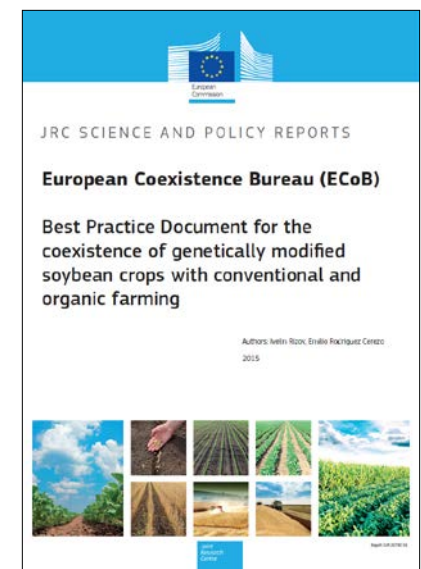 European
Commission
JRC SCIENCE AND POLICY REPORTS
European Coexistence Bureau (ECoB)
Best Practice Document for the
coexistence of genetically modified
soybean crops with conventional and
organic farming
Authors: Ivelin Rizov, Emilio Rodriguez Cerezo
2015
Joint
Research
Centre